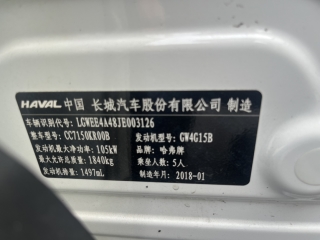 HAVAL 中国 长城汽车股份有限公司 制造
车辆识别代号: LGWEE4A48JE003126
整车型号: CC7150KR00B 发动机型号: GW4G15B
发动机最大净功率: 105kW 品牌: 哈弗牌
最大允许总质量: 1840kg 乘坐人数: 5人
发动机排量: 1497mL 制造年月: 2018-01